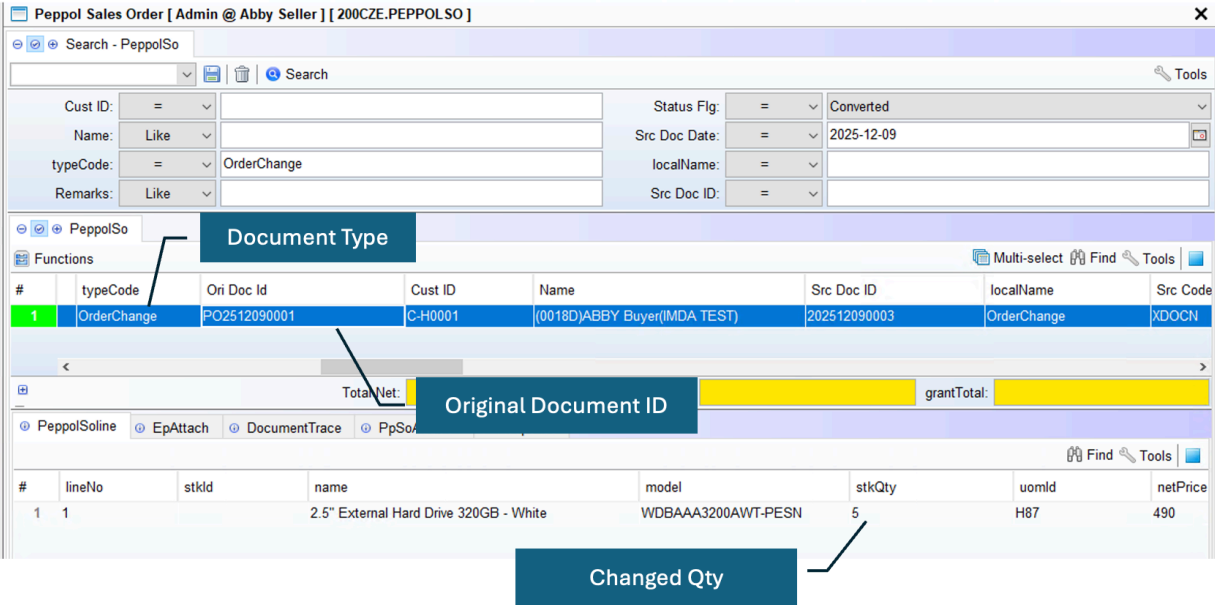 Peppol Sales Order [ Admin @ Abby Seller ] [ 200CZE.PEPPOLSO ]
Search - PeppolSo
Search Tools
Cust ID: = Status Flg: = Converted
Name: Like Src Doc Date: = 2025-12-09
typeCode: = OrderChange localName: =
Remarks: Like Src Doc ID: =
PeppolSo
Document Type
Functions Multi-select Find Tools
# typeCode Ori Doc Id Cust ID Name Src Doc ID localName Src Code
1 OrderChange PO2512090001 C-H0001 (0018D)ABBY Buyer(IMDA TEST) 202512090003 OrderChange XDOCN
Total Net: grantTotal:
Original Document ID
PeppolSoline EpAttach DocumentTrace
Find Tools
# lineNo stkId name model stkQty uomId netPrice
1 1 2.5" External Hard Drive 320GB - White WDBAAA3200AWT-PESN 5 H87 490
Changed Qty